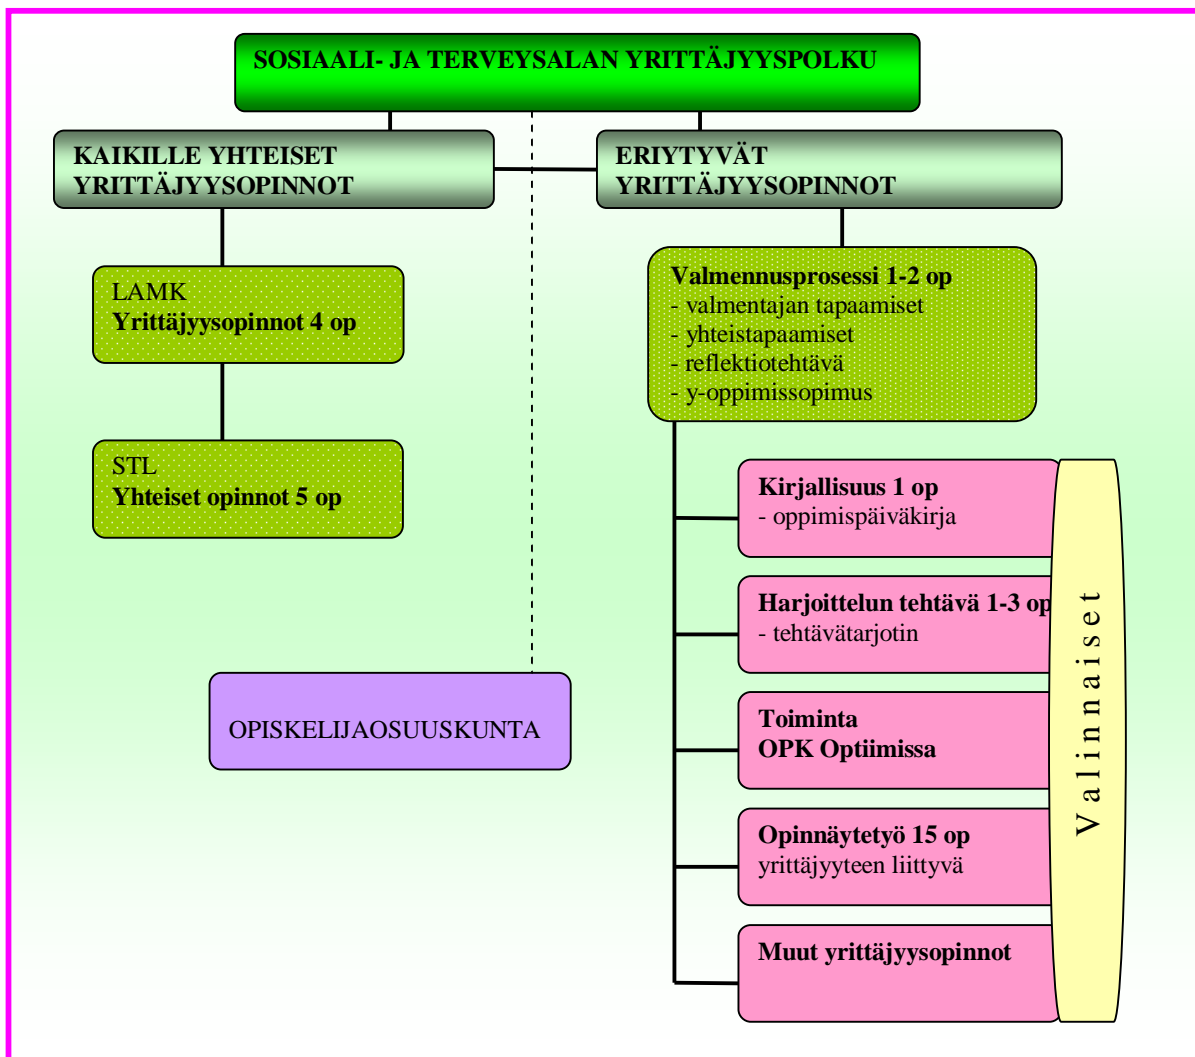 SOSIAALI- JA TERVEYSALAN YRITTÄJYYSPOLKU
KAIKILLE YHTEISET
YRITTÄJYYSOPINNOT
ERIYTYVÄT
YRITTÄJYYSOPINNOT
LAMK
Yrittäjyysopinnot 4 op
STL
Yhteiset opinnot 5 op
Valmennusprosessi 1-2 op
- valmentajan tapaamiset
- yhteistapaamiset
- reflektiotehtävä
- y-oppimissopimus
Kirjallisuus 1 op
- oppimispäiväkirja
Harjoittelun tehtävä 1-3 op
- tehtävätarjotin
Toiminta
OPK Optiimissa
Opinnäytetyö 15 op
yrittäjyyteen liittyvä
Muut yrittäjyysopinnot
Valinnaiset
OPISKELIJAOSUUSKUNTA